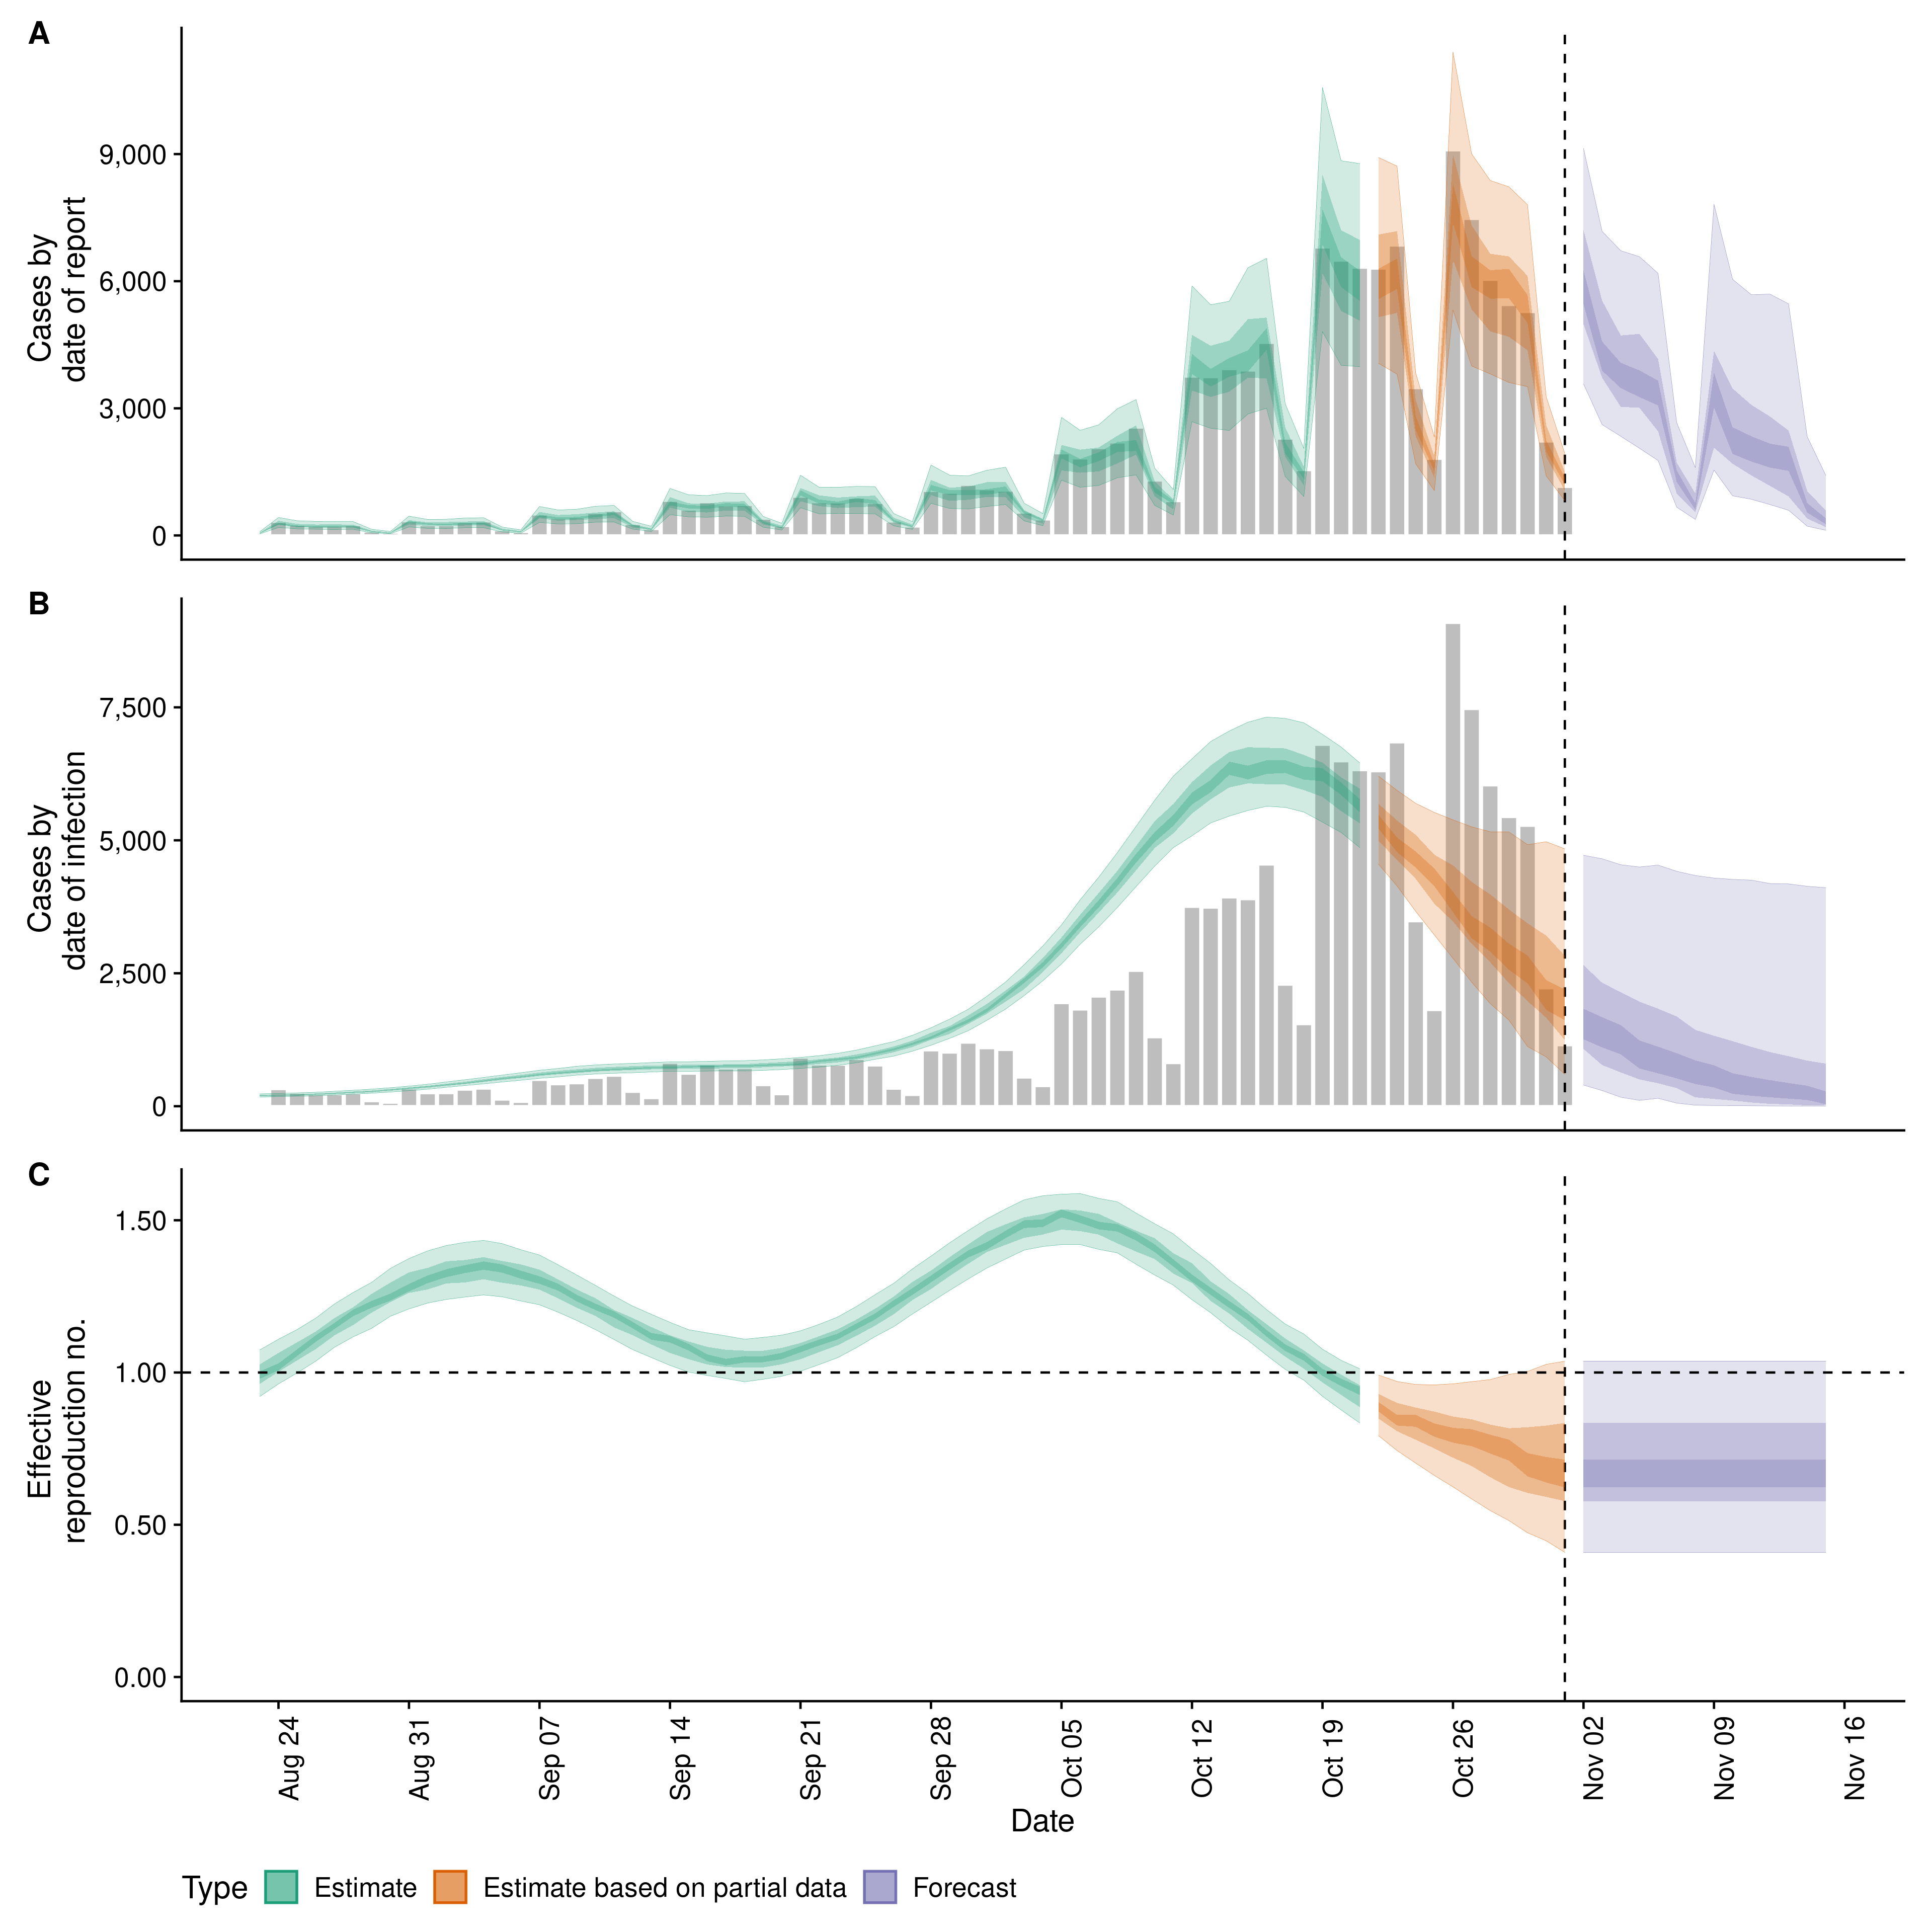 A
9,000
6,000
3,000
0
Cases by
date of report
B
7,500
5,000
2,500
0
Cases by
date of infection
C
1.50
1.00
0.50
0.00
Effective
reproduction no.
Aug 24
Aug 31
Sep 07
Sep 14
Sep 21
Sep 28
Oct 05
Oct 12
Oct 19
Oct 26
Nov 02
Nov 09
Nov 16
Date
Type Estimate Estimate based on partial data Forecast